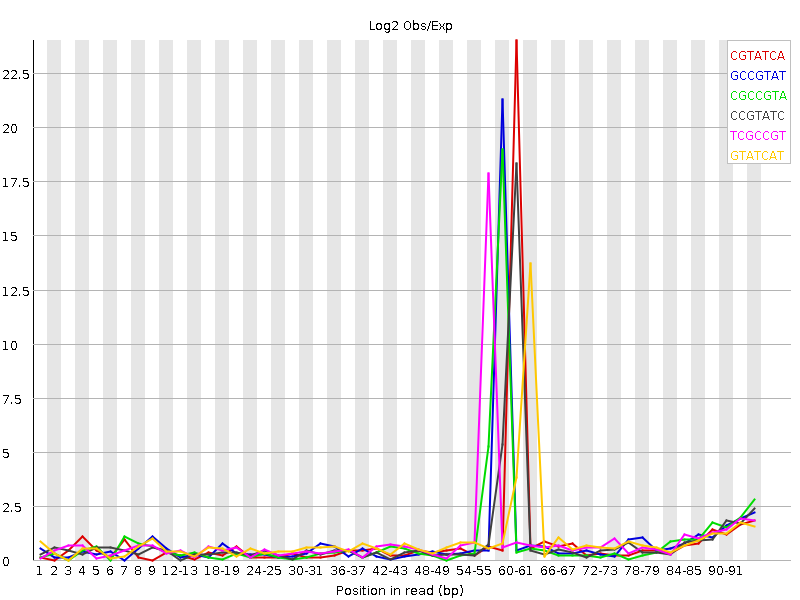 Log2 Obs/Exp
22.5
20
17.5
15
12.5
10
7.5
5
2.5
0
CGTATCA
GCCGTAT
CGCCGTA
CCGTATC
TCGCCGT
GTATCAT
1 2 3 4 5 6 7 8 9 12-13 18-19 24-25 30-31 36-37 42-43 48-49 54-55 60-61 66-67 72-73 78-79 84-85 90-91
Position in read (bp)